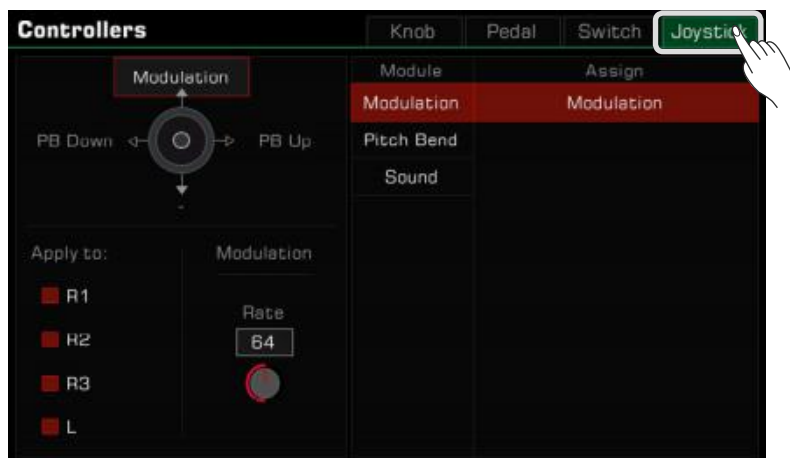 Controllers Knob Pedal Switch Joystick
Modulation
PB Down PB Up
-
Module Assign
Modulation Modulation
Pitch Bend
Sound
Apply to:
R1
R2
R3
L
Modulation
Rate
64